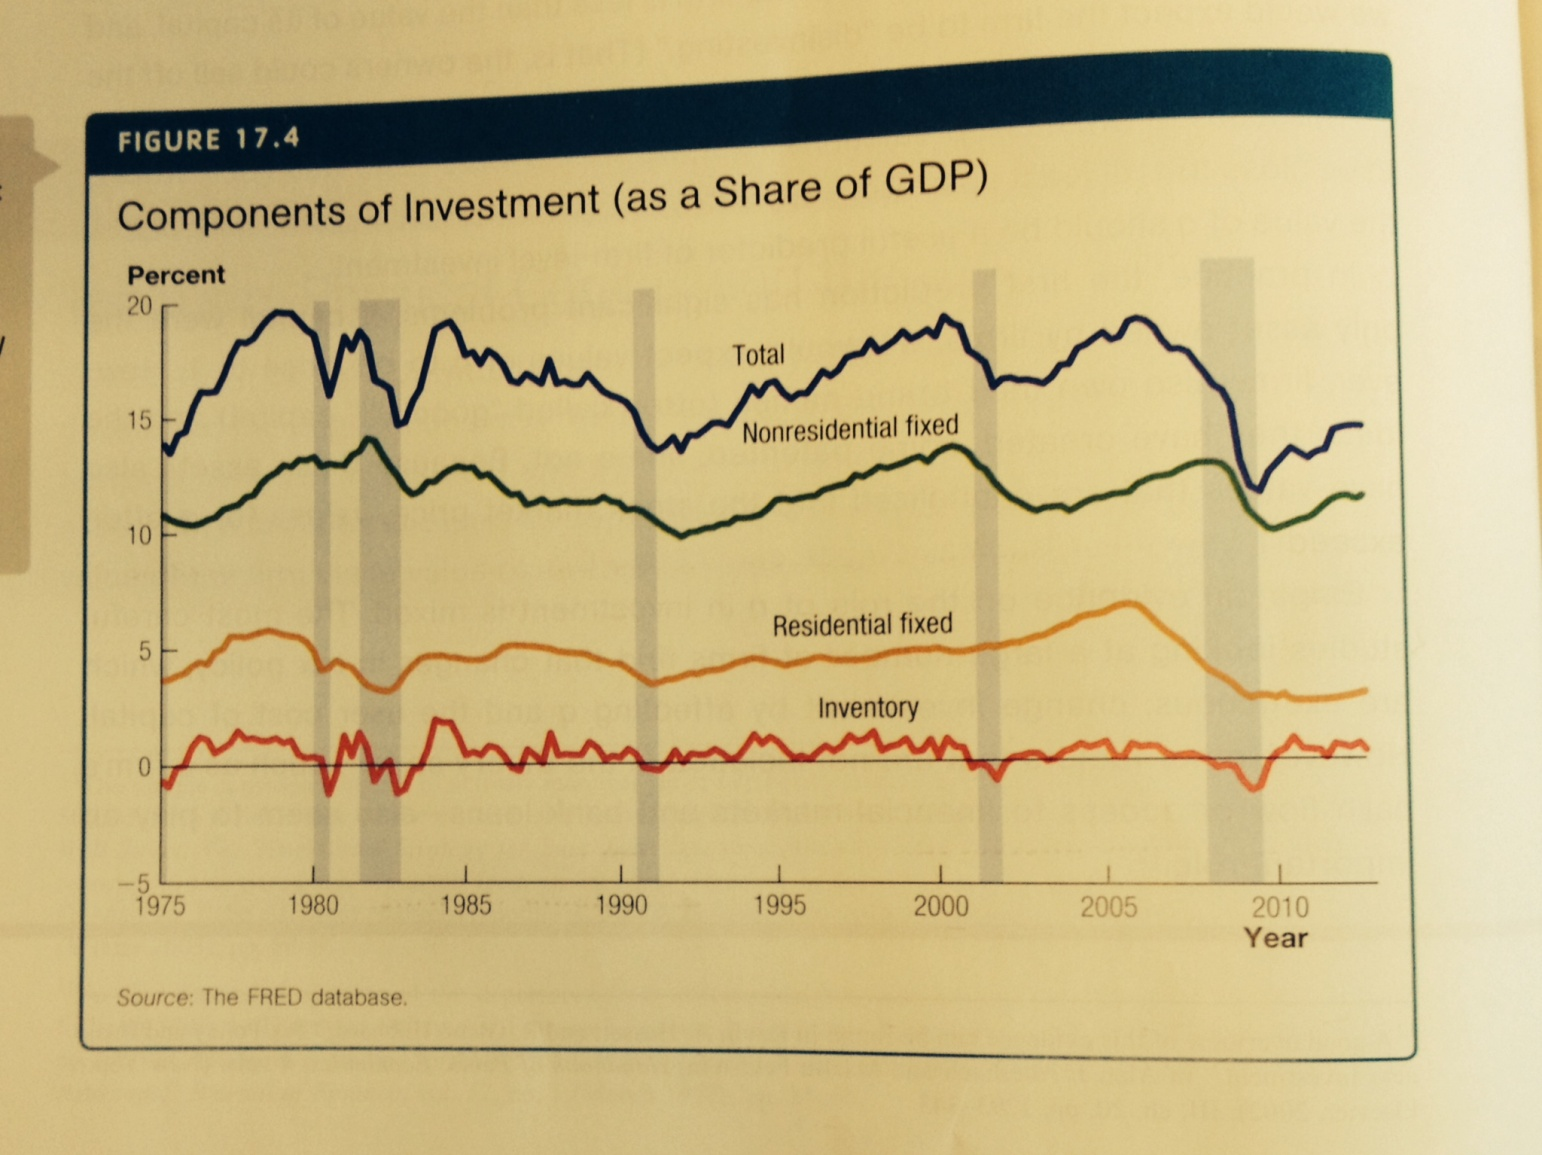 FIGURE 17.4
Components of Investment (as a Share of GDP)
Percent
20
15
10
5
0
−5
Total
Nonresidential fixed
Residential fixed
Inventory
1975 1980 1985 1990 1995 2000 2005 2010
Year
Source: The FRED database.